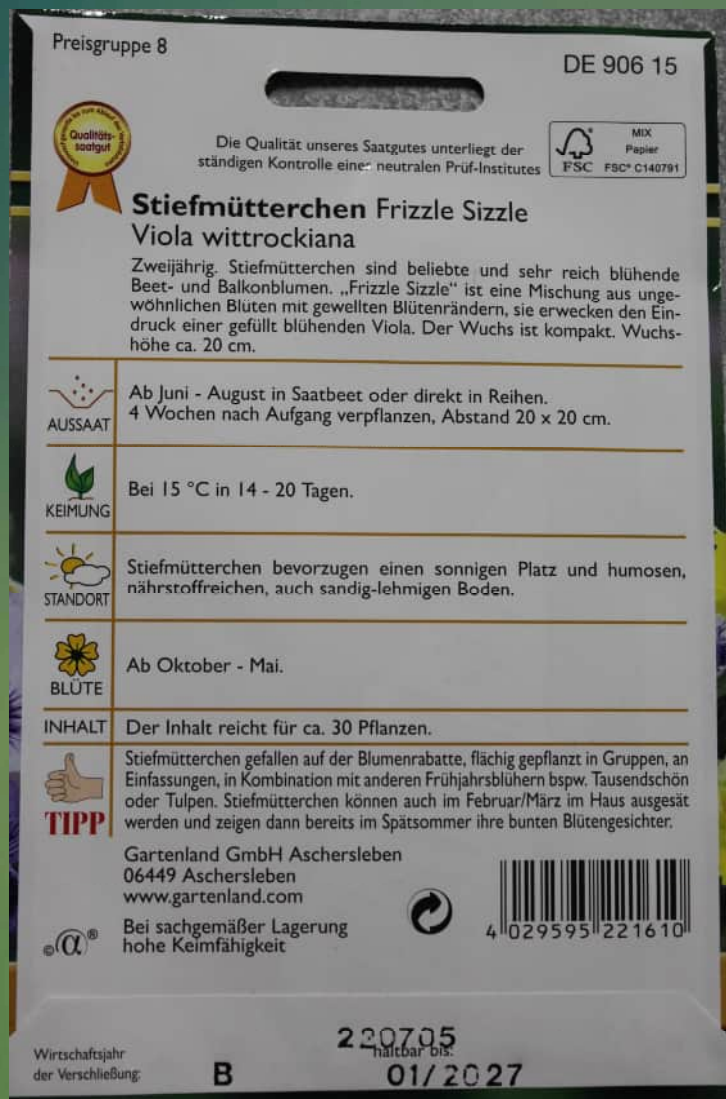 Preisgruppe 8
DE 906 15
Qualitäts-
saatgut
Die Qualität unseres Saatgutes unterliegt der
ständigen Kontrolle eines neutralen Prüf-Institutes
MIX
Papier
FSC FSC® C140791
Stiefmütterchen Frizzle Sizzle
Viola wittrockiana
Zweijährig. Stiefmütterchen sind beliebte und sehr reich blühende
Beet- und Balkonblumen. „Frizzle Sizzle“ ist eine Mischung aus unge-
wöhnlichen Blüten mit gewellten Blütenrändern, sie erwecken den Ein-
druck einer gefüllt blühenden Viola. Der Wuchs ist kompakt. Wuchs-
höhe ca. 20 cm.
AUSSAAT
Ab Juni - August in Saatbeet oder direkt in Reihen.
4 Wochen nach Aufgang verpflanzen, Abstand 20 x 20 cm.
KEIMUNG
Bei 15 °C in 14 - 20 Tagen.
STANDORT
Stiefmütterchen bevorzugen einen sonnigen Platz und humosen,
nährstoffreichen, auch sandig-lehmigen Boden.
BLÜTE
Ab Oktober - Mai.
INHALT Der Inhalt reicht für ca. 30 Pflanzen.
TIPP
Stiefmütterchen gefallen auf der Blumenrabatte, flächig gepflanzt in Gruppen, an
Einfassungen, in Kombination mit anderen Frühjahrsblühern bspw. Tausendschön
oder Tulpen. Stiefmütterchen können auch im Februar/März im Haus ausgesät
werden und zeigen dann bereits im Spätsommer ihre bunten Blütengesichter.
Gartenland GmbH Aschersleben
06449 Aschersleben
www.gartenland.com
Bei sachgemäßer Lagerung
hohe Keimfähigkeit
©α®
4 029595 221610
220705
haltbar bis:
Wirtschaftsjahr
der Verschließung: B 01/2027